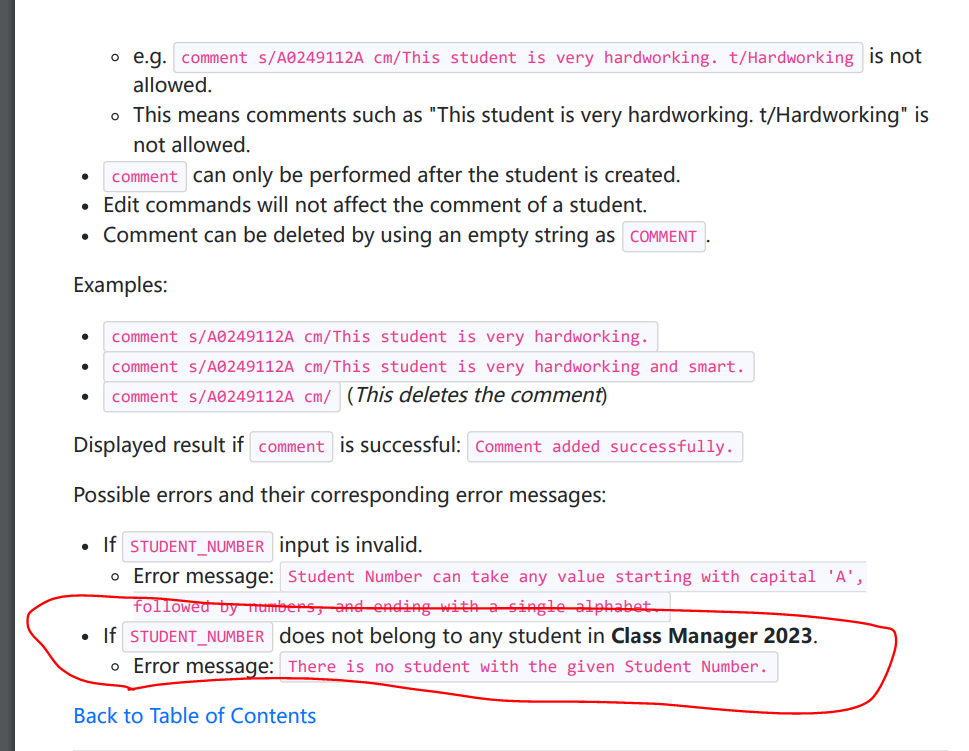 e.g. comment s/A0249112A cm/This student is very hardworking. t/Hardworking is not
allowed.
This means comments such as "This student is very hardworking. t/Hardworking" is
not allowed.
comment can only be performed after the student is created.
Edit commands will not affect the comment of a student.
Comment can be deleted by using an empty string as COMMENT.
Examples:
comment s/A0249112A cm/This student is very hardworking.
comment s/A0249112A cm/This student is very hardworking and smart.
comment s/A0249112A cm/ (This deletes the comment)
Displayed result if comment is successful: Comment added successfully.
Possible errors and their corresponding error messages:
If STUDENT_NUMBER input is invalid.
Error message: Student Number can take any value starting with capital 'A',
followed by numbers, and ending with a single alphabet.
If STUDENT_NUMBER does not belong to any student in Class Manager 2023.
Error message: There is no student with the given Student Number.
Back to Table of Contents